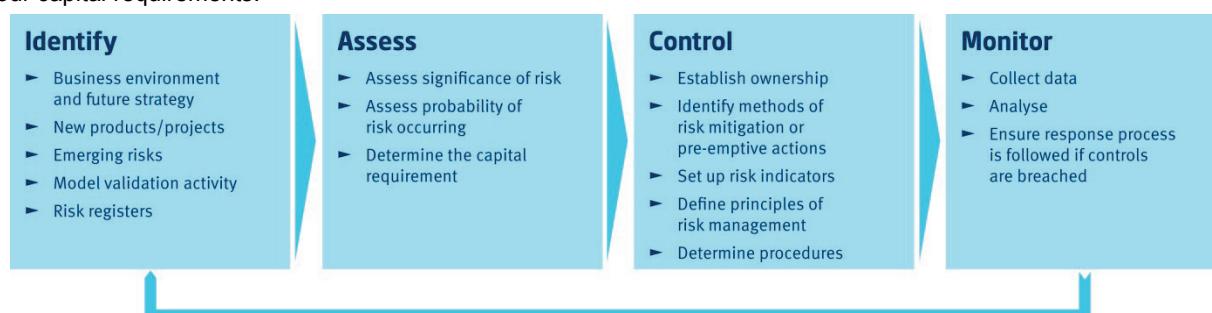 our capital requirements.
Identify
► Business environment
and future strategy
► New products/projects
► Emerging risks
► Model validation activity
► Risk registers
Assess
► Assess significance of risk
► Assess probability of
risk occurring
► Determine the capital
requirement
Control
► Establish ownership
► Identify methods of
risk mitigation or
pre-emptive actions
► Set up risk indicators
► Define principles of
risk management
► Determine procedures
Monitor
► Collect data
► Analyse
► Ensure response process
is followed if controls
are breached